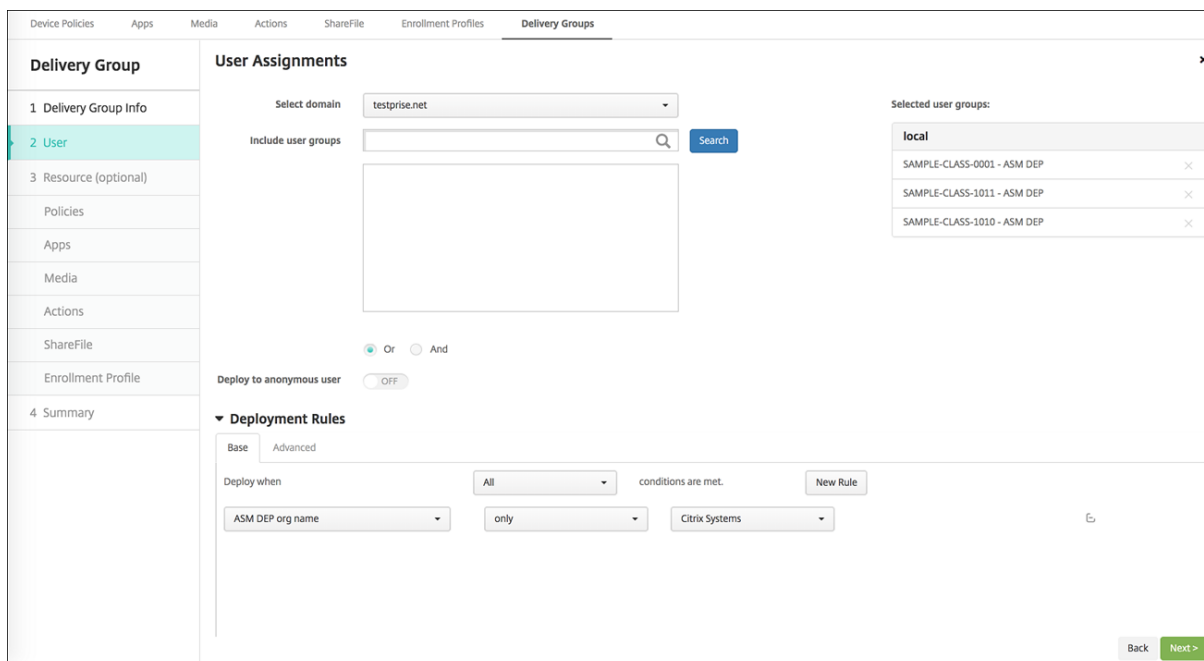 Device Policies Apps Media Actions ShareFile Enrollment Profiles Delivery Groups
Delivery Group
1 Delivery Group Info
2 User
3 Resource (optional)
Policies
Apps
Media
Actions
ShareFile
Enrollment Profile
4 Summary
User Assignments
Select domain testprise.net
Include user groups Search
Or And
Deploy to anonymous user OFF
Selected user groups:
local
SAMPLE-CLASS-0001 - ASM DEP
SAMPLE-CLASS-1011 - ASM DEP
SAMPLE-CLASS-1010 - ASM DEP
Deployment Rules
Base Advanced
Deploy when All conditions are met. New Rule
ASM DEP org name only Citrix Systems
Back Next >